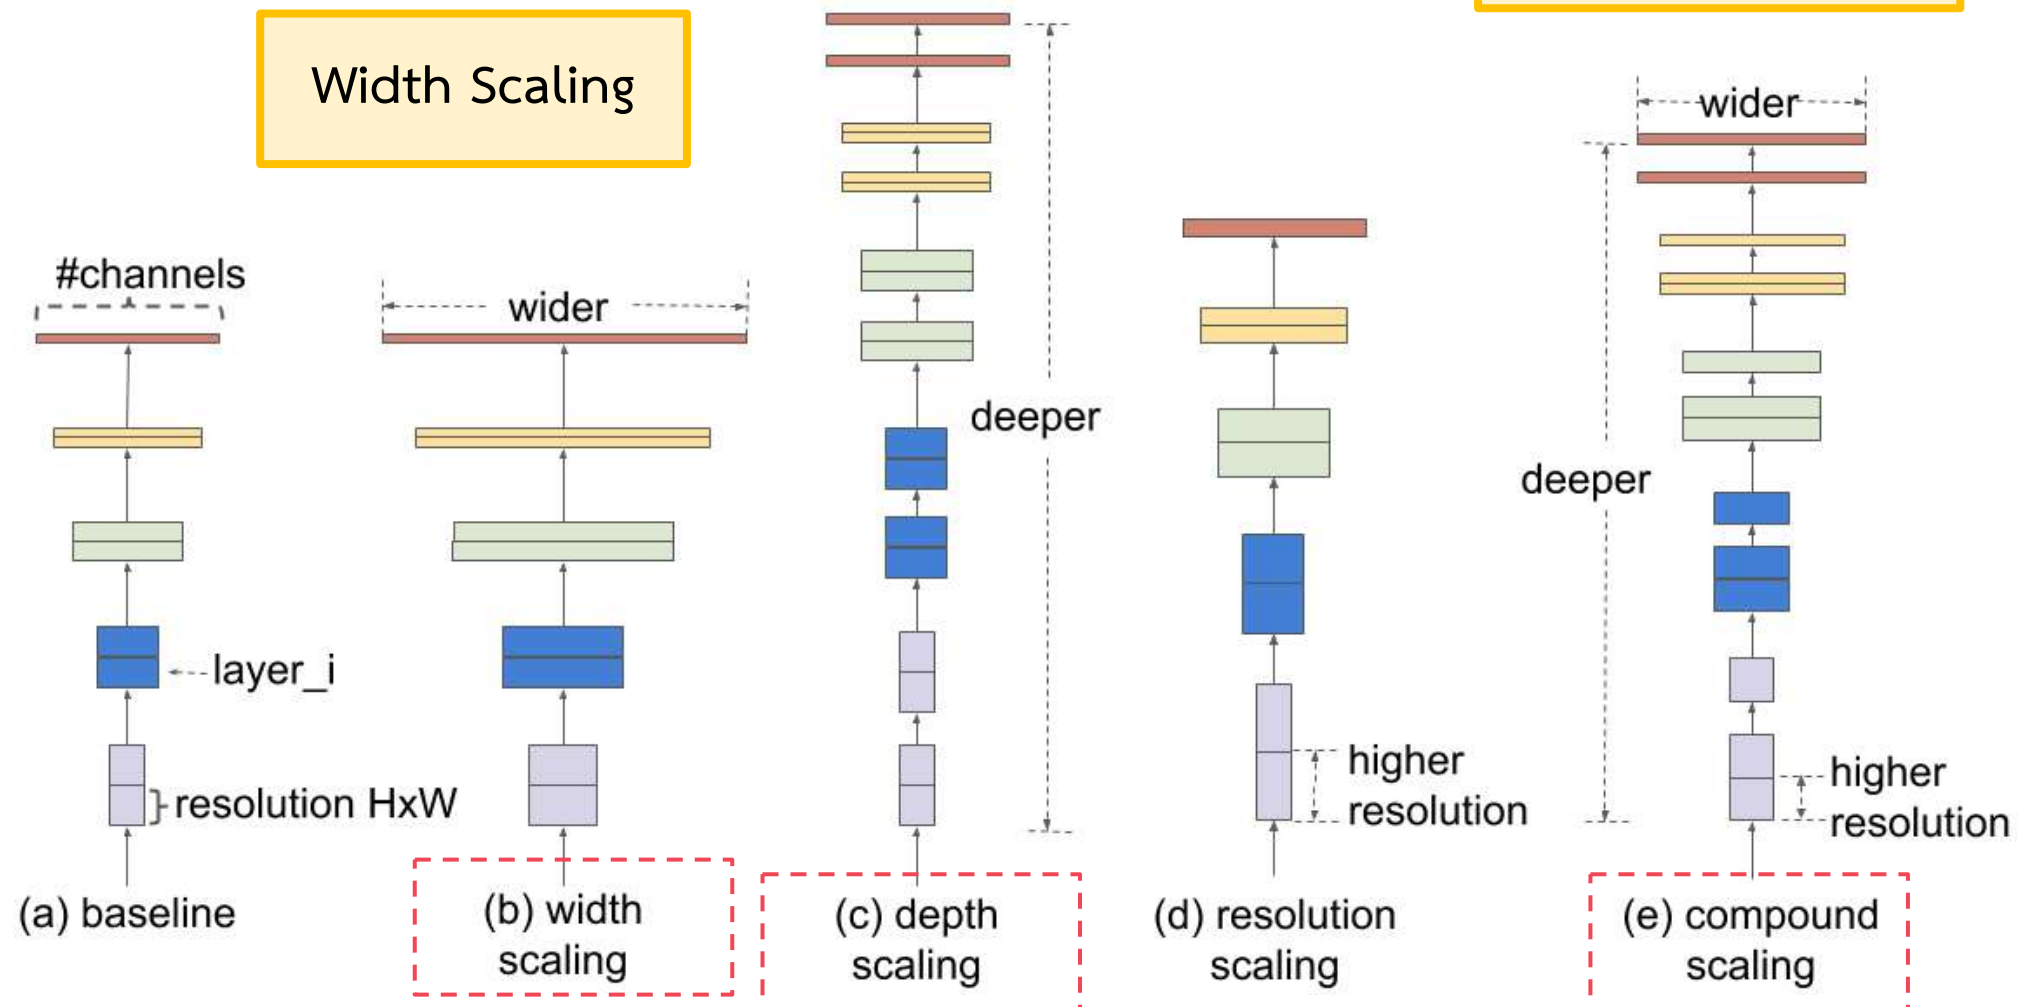 Width Scaling
#channels
wider
deeper
wider
deeper
layer_i
resolution HxW
higher
resolution
higher
resolution
(a) baseline
(b) width
scaling
(c) depth
scaling
(d) resolution
scaling
(e) compound
scaling